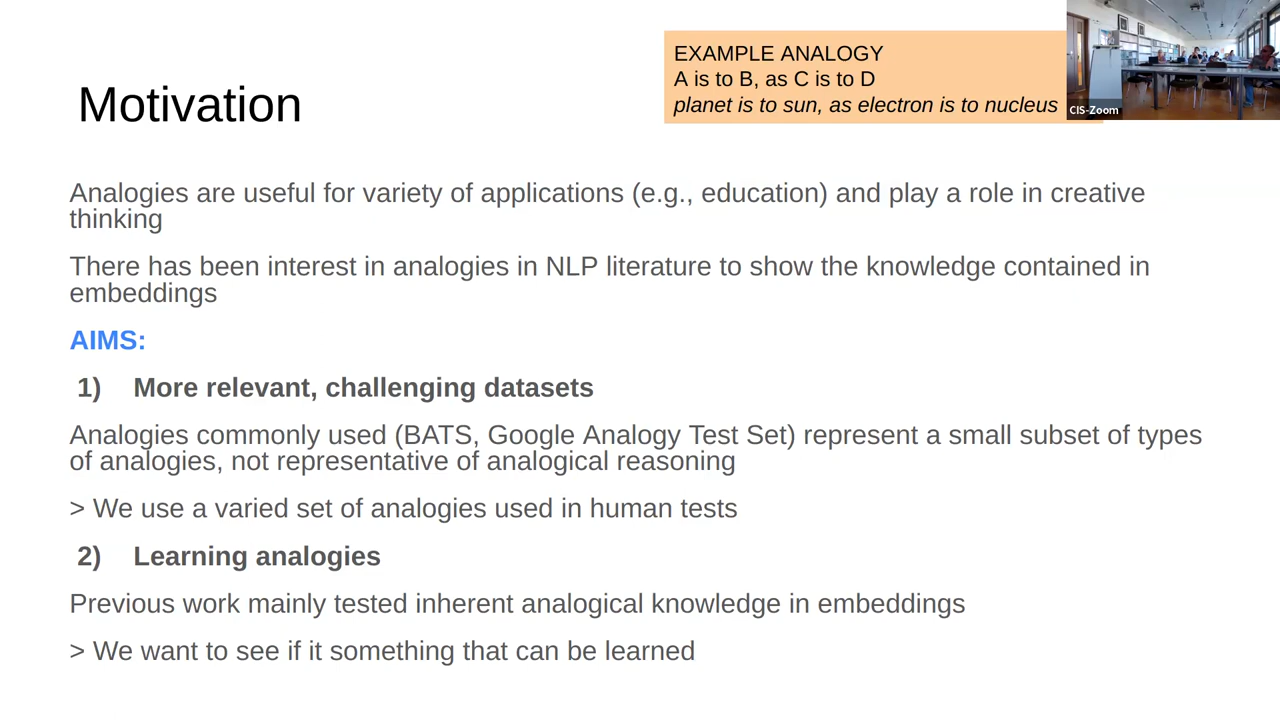 Motivation
EXAMPLE ANALOGY
A is to B, as C is to D
planet is to sun, as electron is to nucleus
CIS-Zoom
Analogies are useful for variety of applications (e.g., education) and play a role in creative
thinking
There has been interest in analogies in NLP literature to show the knowledge contained in
embeddings
AIMS:
1) More relevant, challenging datasets
Analogies commonly used (BATS, Google Analogy Test Set) represent a small subset of types
of analogies, not representative of analogical reasoning
> We use a varied set of analogies used in human tests
2) Learning analogies
Previous work mainly tested inherent analogical knowledge in embeddings
> We want to see if it something that can be learned